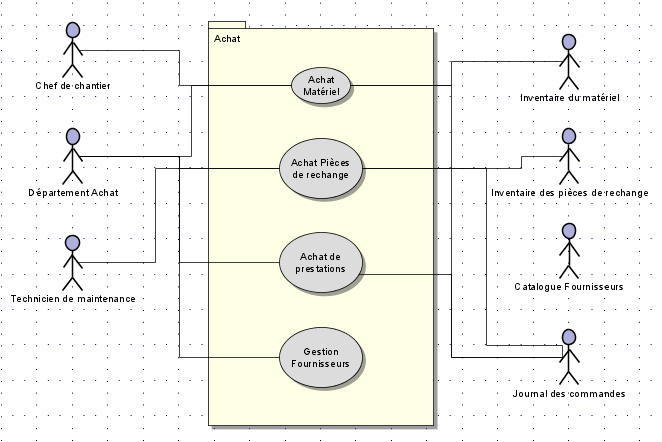 Achat
Chef de chantier
Achat
Matériel
Inventaire du matériel
Département Achat
Achat Pièces
de rechange
Inventaire des pièces de rechange
Technicien de maintenance
Achat de
prestations
Catalogue Fournisseurs
Gestion
Fournisseurs
Journal des commandes